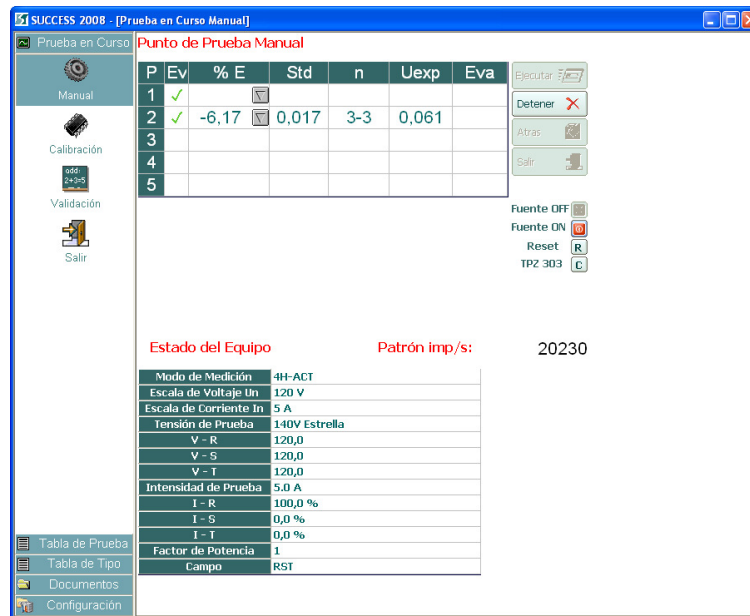 SUCCESS 2008 - [Prueba en Curso Manual]
Prueba en Curso
Manual
Calibración
add:
2+3=5
Validación
Salir
Tabla de Prueba
Tabla de Tipo
Documentos
Configuración
Punto de Prueba Manual
P Ev % E Std n Uexp Eva
1 ✓
2 ✓ -6,17 0,017 3-3 0,061
3
4
5
Ejecutar
Detener
Atras
Salir
Fuente OFF
Fuente ON
Reset R
TPZ 303 C
Estado del Equipo Patrón imp/s: 20230
Modo de Medición 4H-ACT
Escala de Voltaje Un 120 V
Escala de Corriente In 5 A
Tensión de Prueba 140V Estrella
V - R 120,0
V - S 120,0
V - T 120,0
Intensidad de Prueba 5.0 A
I - R 100,0 %
I - S 0,0 %
I - T 0,0 %
Factor de Potencia 1
Campo RST